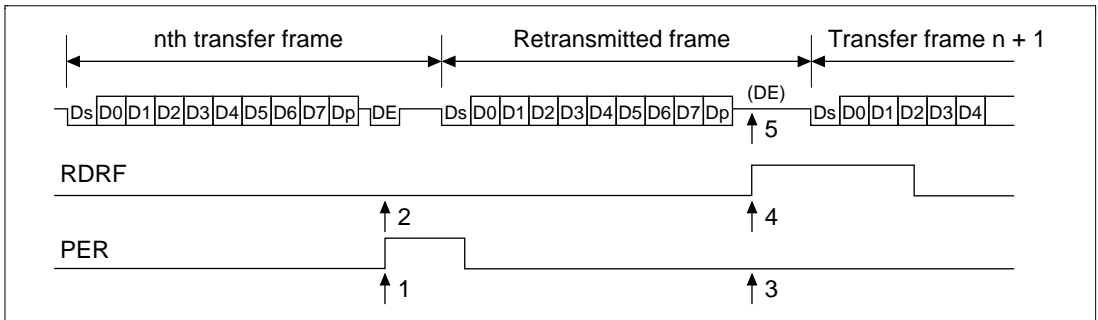 nth transfer frame Retransmitted frame Transfer frame n + 1
(DE)
Ds D0 D1 D2 D3 D4 D5 D6 D7 Dp DE Ds D0 D1 D2 D3 D4 D5 D6 D7 Dp Ds D0 D1 D2 D3 D4
5
RDRF
2 4
PER
1 3